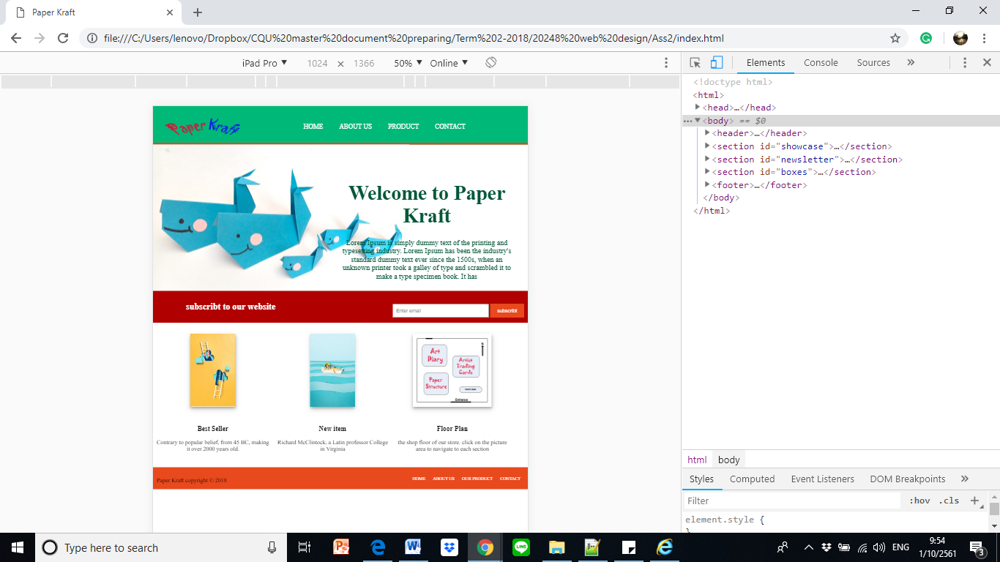 Paper Kraft
file:///C:/Users/lenovo/Dropbox/CQU%20master%20document%20preparing/Term%202-2018/20248%20web%20design/Ass2/index.html
iPad Pro ▼ 1024 × 1366 50% ▼ Online ▼
Elements Console Sources »
<!doctype html>
<html>
▶<head>…</head>
…▼<body> == $0
▶<header>…</header>
▶<section id="showcase">…</section>
▶<section id="newsletter">…</section>
▶<section id="boxes">…</section>
▶<footer>…</footer>
</body>
</html>
Paper Kraft
HOME ABOUT US PRODUCT CONTACT
Welcome to Paper
Kraft
Lorem Ipsum is simply dummy text of the printing and
typesetting industry. Lorem Ipsum has been the industry's
standard dummy text ever since the 1500s, when an
unknown printer took a galley of type and scrambled it to
make a type specimen book. It has
subscribt to our website
Enter email
subscribt
Art
Diary
Artist
Trading
Cards
Paper
Structure
Entrance
Best Seller
Contrary to popular belief, from 45 BC, making
it over 2000 years old.
New item
Richard McClintock, a Latin professor College
in Virginia
Floor Plan
the shop floor of our store. click on the picture
area to navigate to each section
Paper Kraft copyright © 2018
HOME ABOUT US OUR PRODUCT CONTACT
html body
Styles Computed Event Listeners DOM Breakpoints »
Filter
:hov .cls +
element.style {
}
Type here to search
ENG
9:54
1/10/2561
3